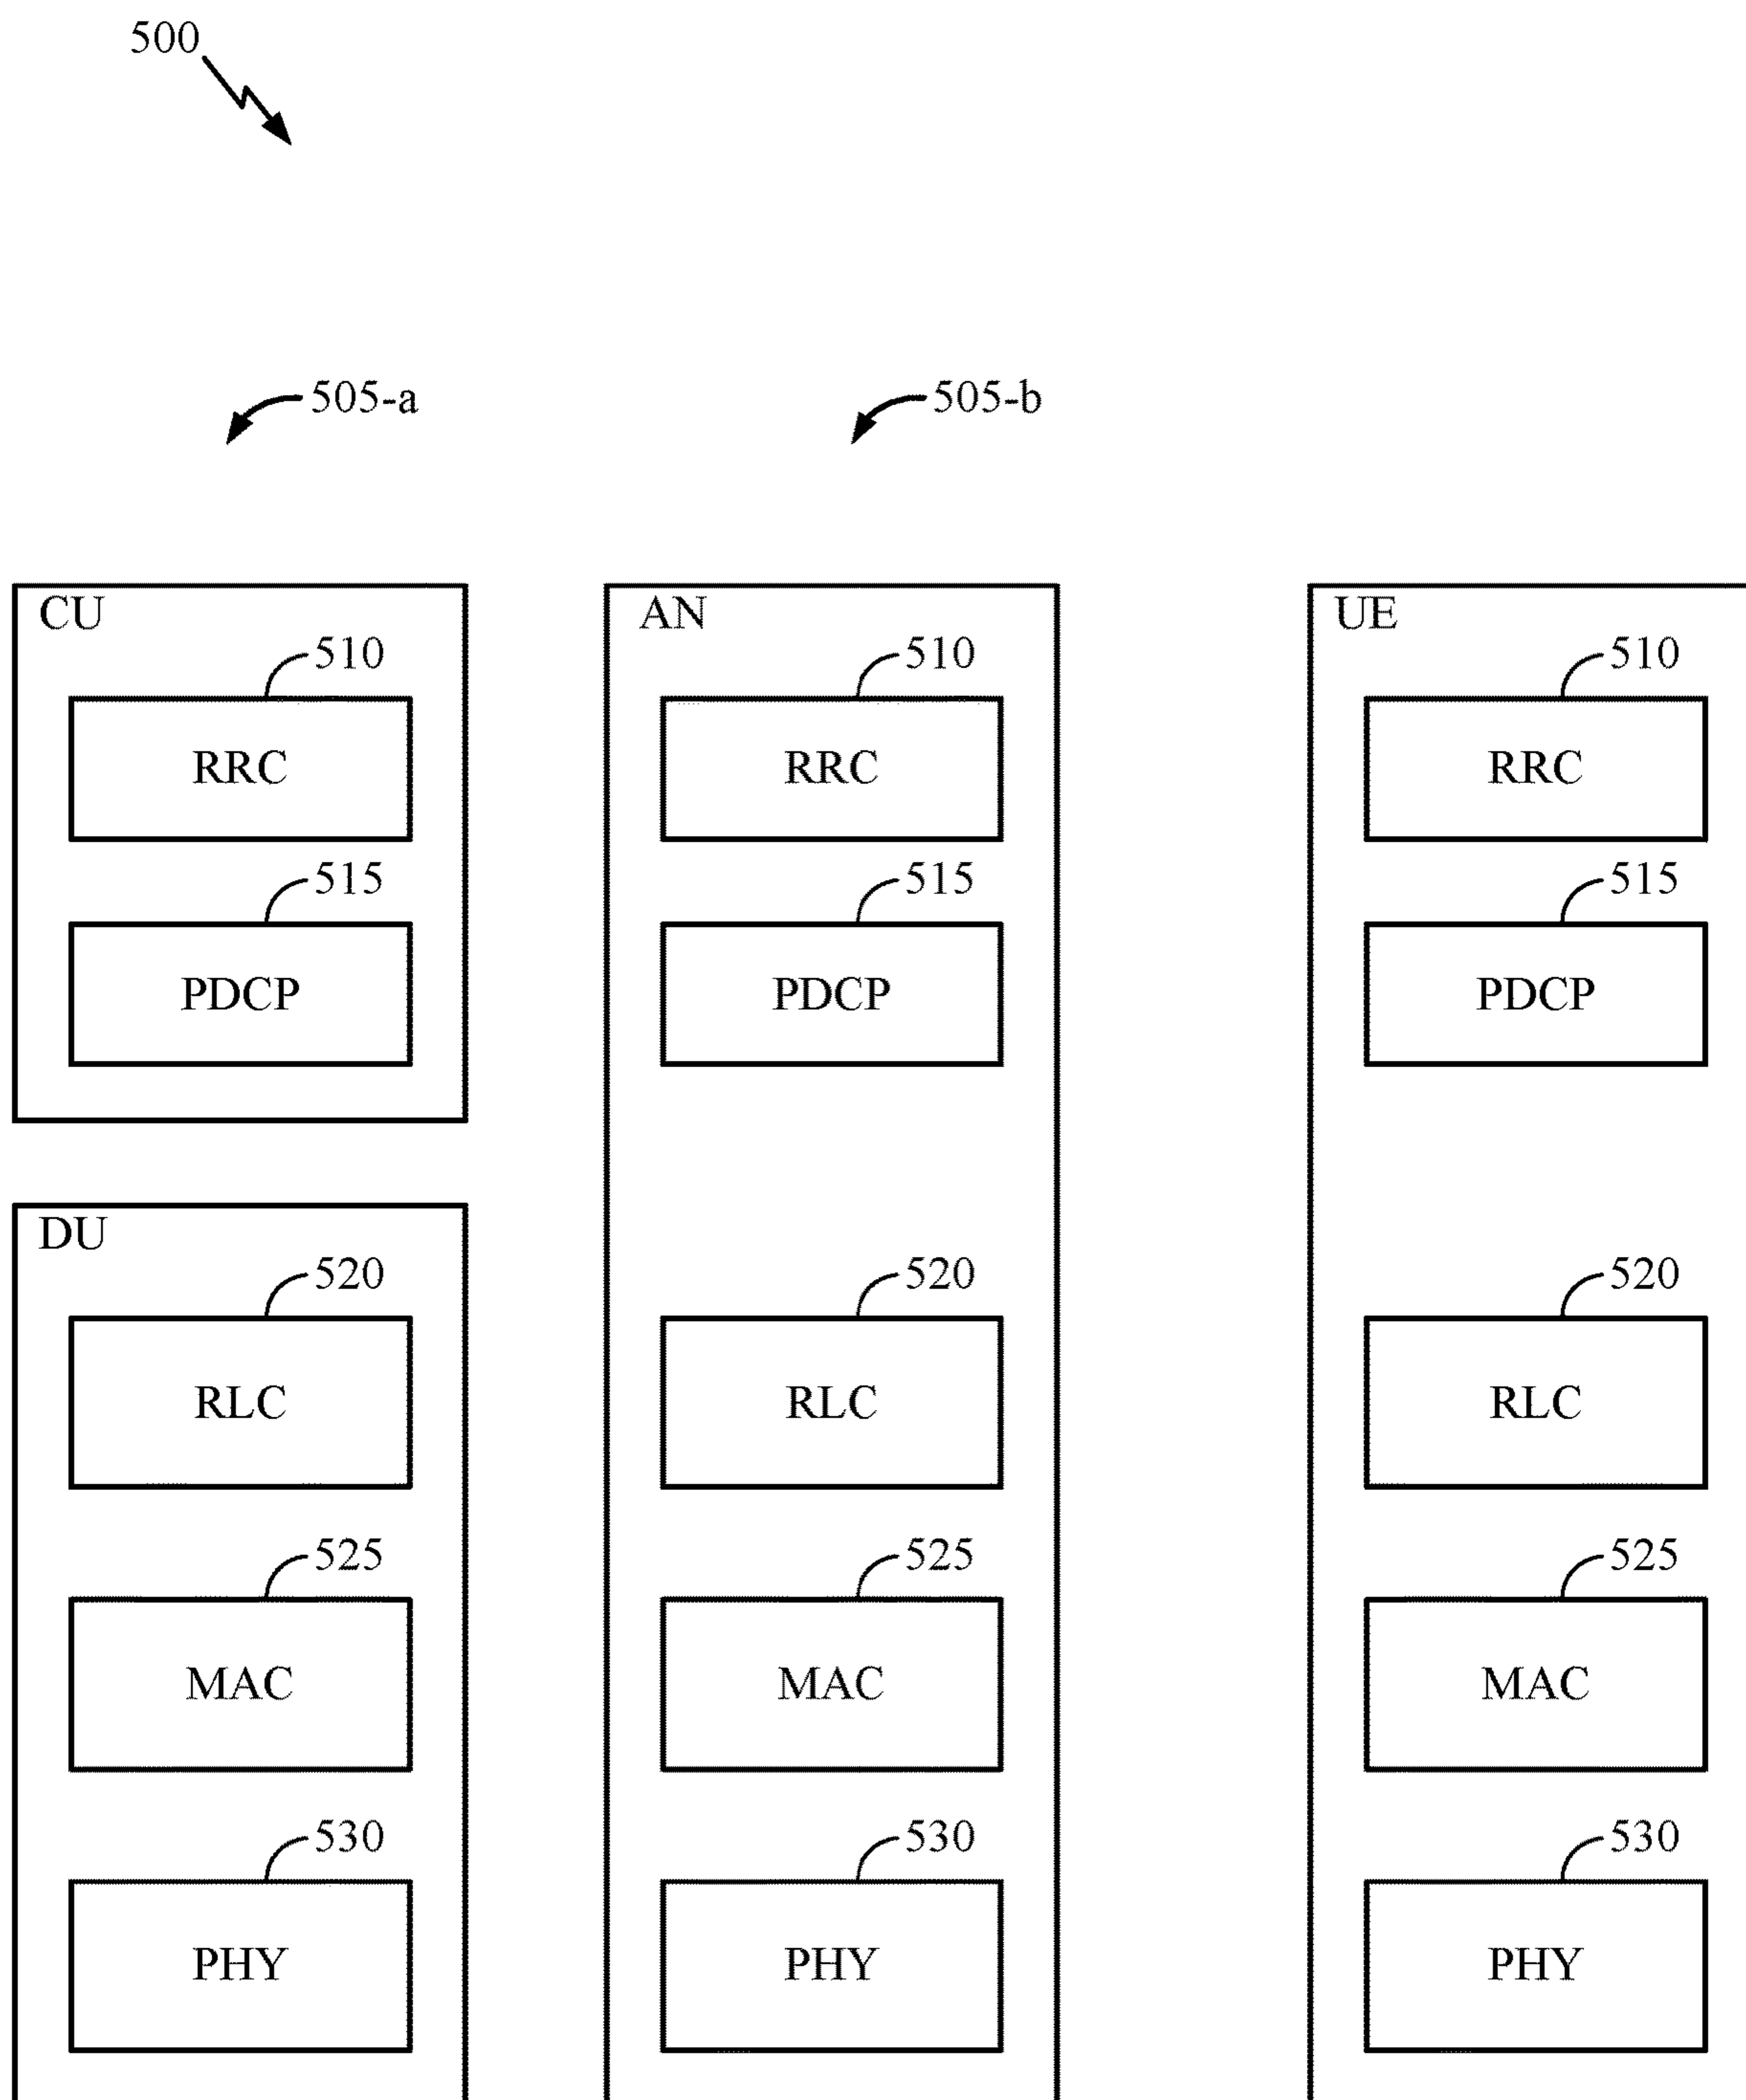 500
505-a 505-b
CU AN UE
510 510 510
RRC RRC RRC
515 515 515
PDCP PDCP PDCP
DU
520 520 520
RLC RLC RLC
525 525 525
MAC MAC MAC
530 530 530
PHY PHY PHY